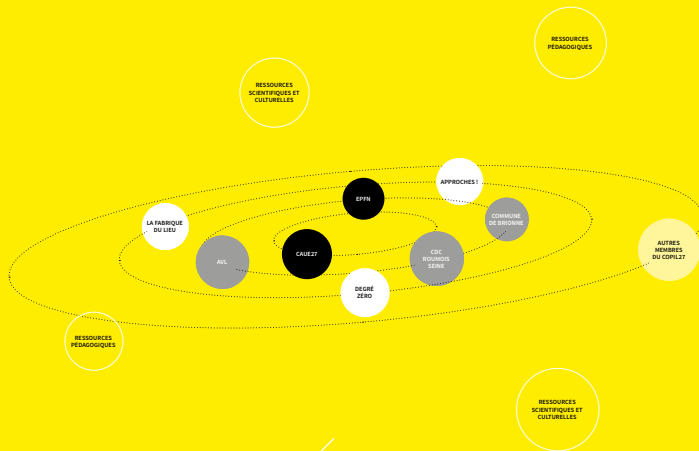 RESSOURCES
PÉDAGOGIQUES
RESSOURCES
SCIENTIFIQUES ET
CULTURELLES
APPROCHES !
EPFN
COMMUNE
DE BRIONNE
LA FABRIQUE
DU LIEU
AUTRES
MEMBRES
DU COPIL27
CAUE27
CDC
ROUMOIS
SEINE
AVL
DEGRÉ
ZÉRO
RESSOURCES
PÉDAGOGIQUES
RESSOURCES
SCIENTIFIQUES ET
CULTURELLES